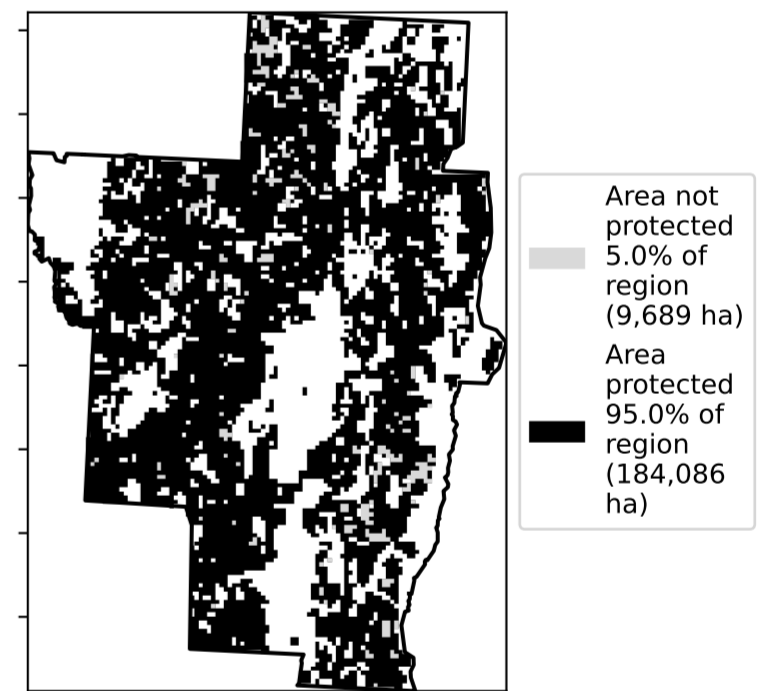 Area not
protected
5.0% of
region
(9,689 ha)
Area
protected
95.0% of
region
(184,086
ha)